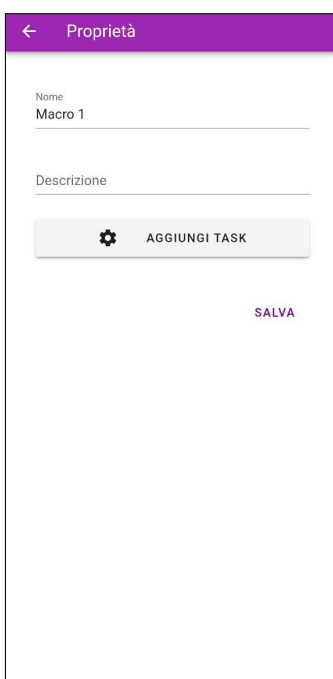 Proprietà
Nome
Macro 1
Descrizione
AGGIUNGI TASK
SALVA